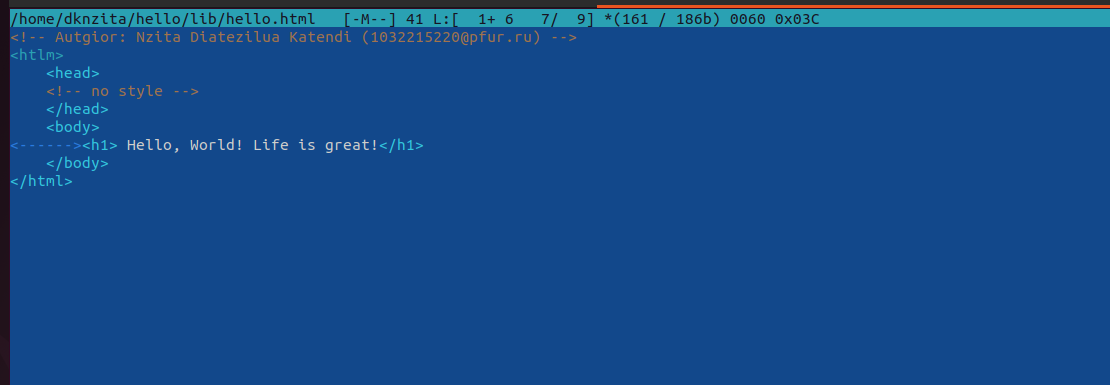 /home/dknzita/hello/lib/hello.html   [-M--] 41 L:[  1+ 6   7/  9] *(161 / 186b) 0060 0x03C
<!-- Autgior: Nzita Diatezilua Katendi (1032215220@pfur.ru) -->
<htlm>
    <head>
    <!-- no style -->
    </head>
    <body>
<------><h1> Hello, World! Life is great!</h1>
    </body>
</html>